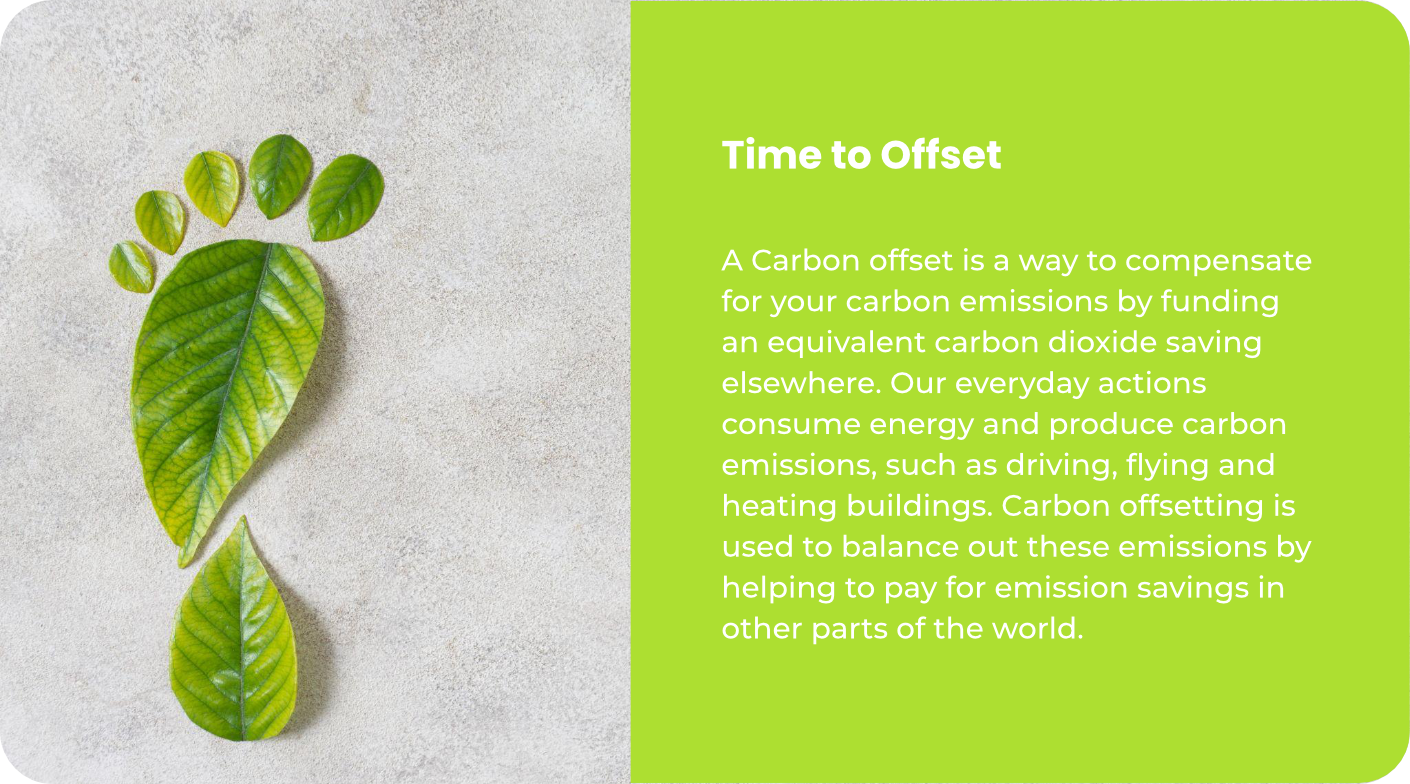 Time to Offset
A Carbon offset is a way to compensate
for your carbon emissions by funding
an equivalent carbon dioxide saving
elsewhere. Our everyday actions
consume energy and produce carbon
emissions, such as driving, flying and
heating buildings. Carbon offsetting is
used to balance out these emissions by
helping to pay for emission savings in
other parts of the world.